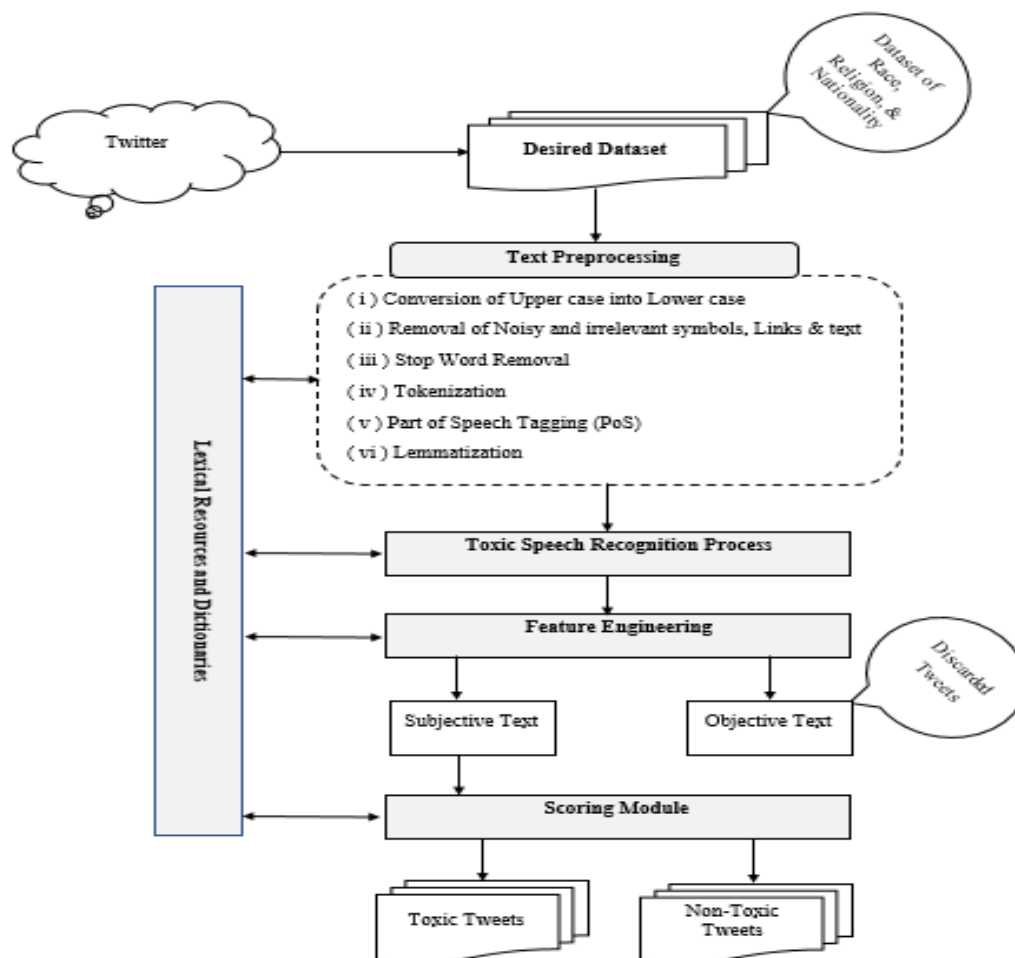 Dataset of
Race,
Religion, &
Nationality
Twitter
Desired Dataset
Text Preprocessing
( i ) Conversion of Upper case into Lower case
( ii ) Removal of Noisy and irrelevant symbols, Links & text
( iii ) Stop Word Removal
( iv ) Tokenization
( v ) Part of Speech Tagging (PoS)
( vi ) Lemmatization
Lexical Resources and Dictionaries
Toxic Speech Recognition Process
Feature Engineering
Discardal
Tweets
Subjective Text
Objective Text
Scoring Module
Toxic Tweets
Non-Toxic
Tweets